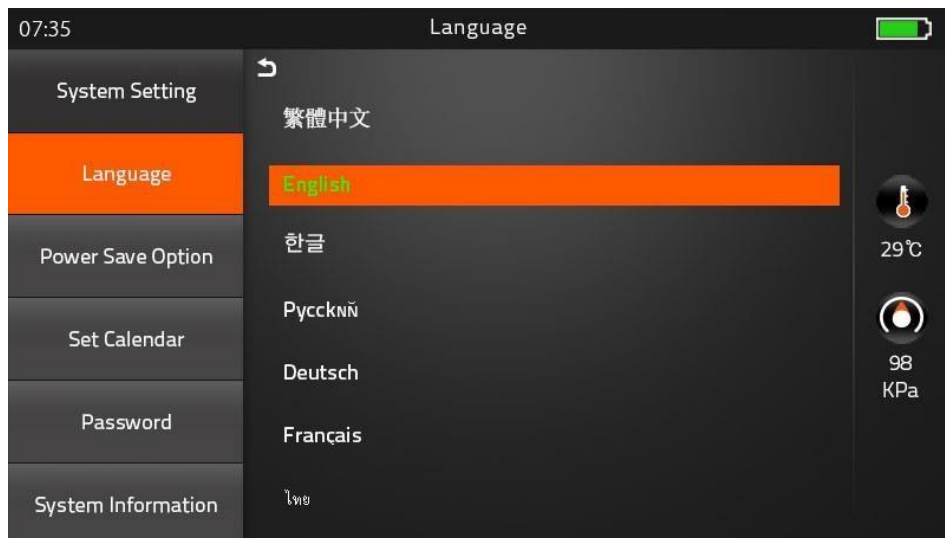 07:35
Language
System Setting
Language
Power Save Option
Set Calendar
Password
System Information
繁體中文
English
한글
Русскпй
Deutsch
Français
ไทย
29℃
98
KPa